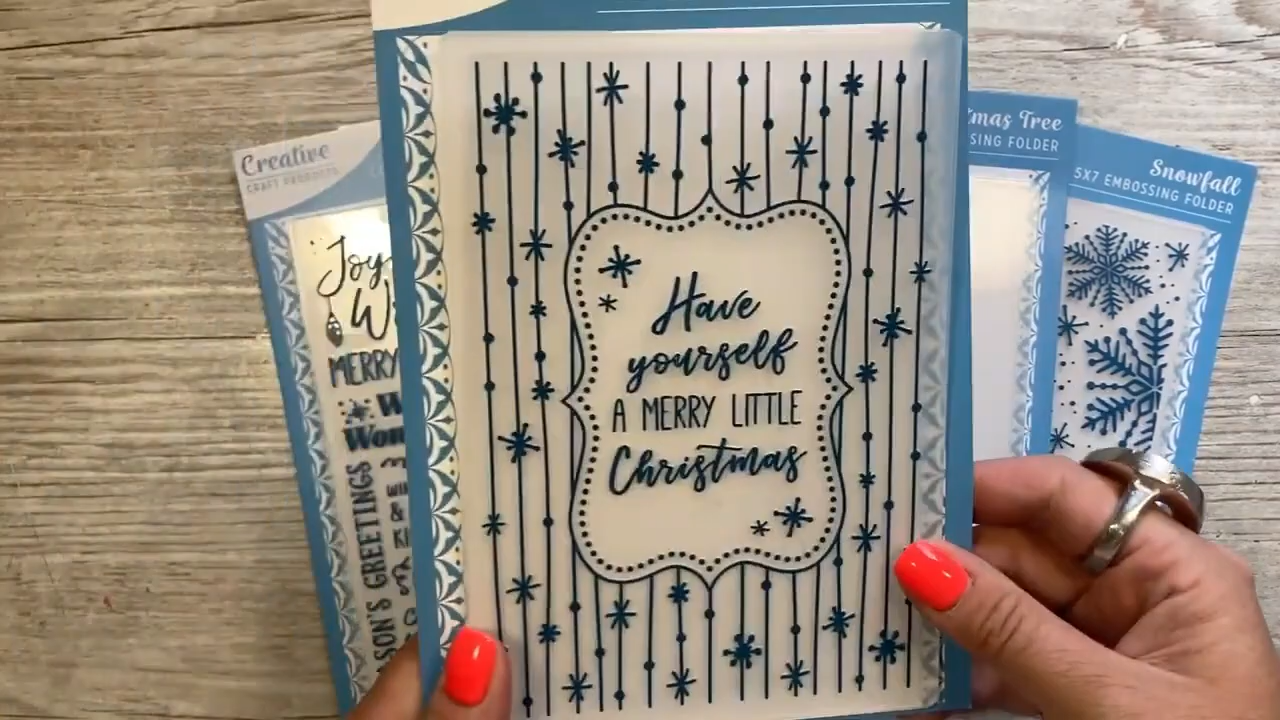 Have
yourself
A MERRY LITTLE
Christmas
Creative
CRAFT PRODUCTS
Joy
MERRY
SON'S GREETINGS
mas Tree
SING FOLDER
Snowfall
5X7 EMBOSSING FOLDER